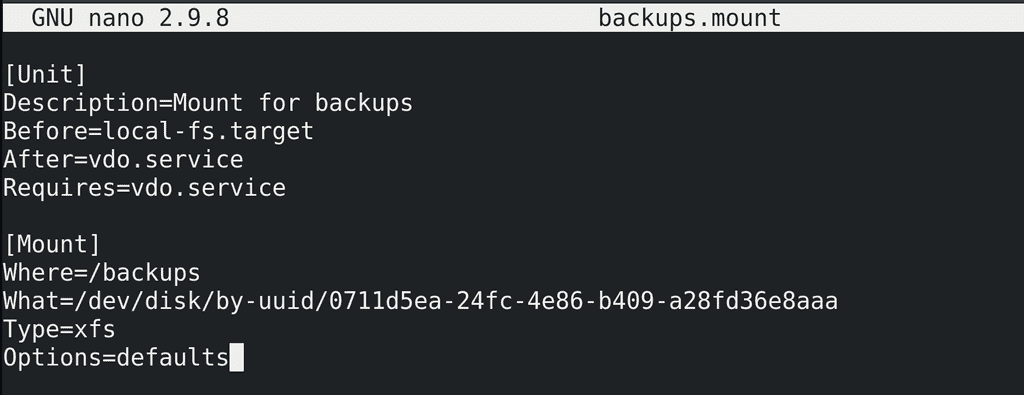 GNU nano 2.9.8 backups.mount
[Unit]
Description=Mount for backups
Before=local-fs.target
After=vdo.service
Requires=vdo.service
[Mount]
Where=/backups
What=/dev/disk/by-uuid/0711d5ea-24fc-4e86-b409-a28fd36e8aaa
Type=xfs
Options=defaults